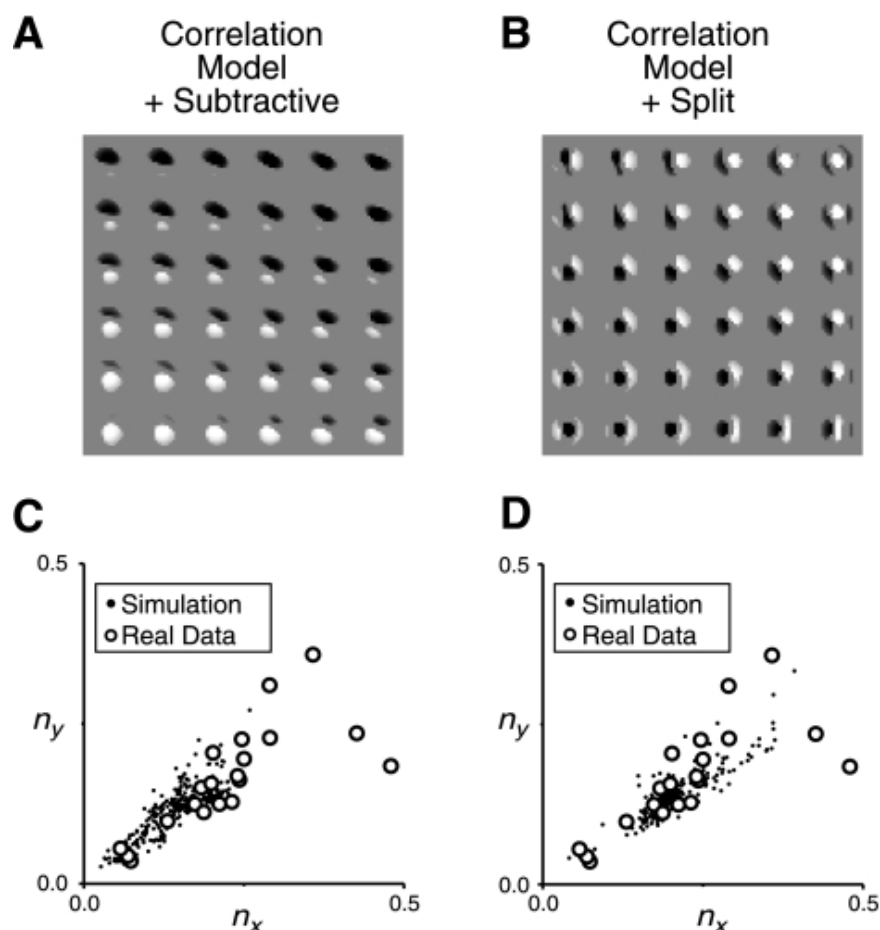 A
Correlation
Model
+ Subtractive
B
Correlation
Model
+ Split
C
0.5
Simulation
Real Data
n_y
0.0
0.0
n_x
0.5
D
0.5
Simulation
Real Data
n_y
0.0
0.0
n_x
0.5